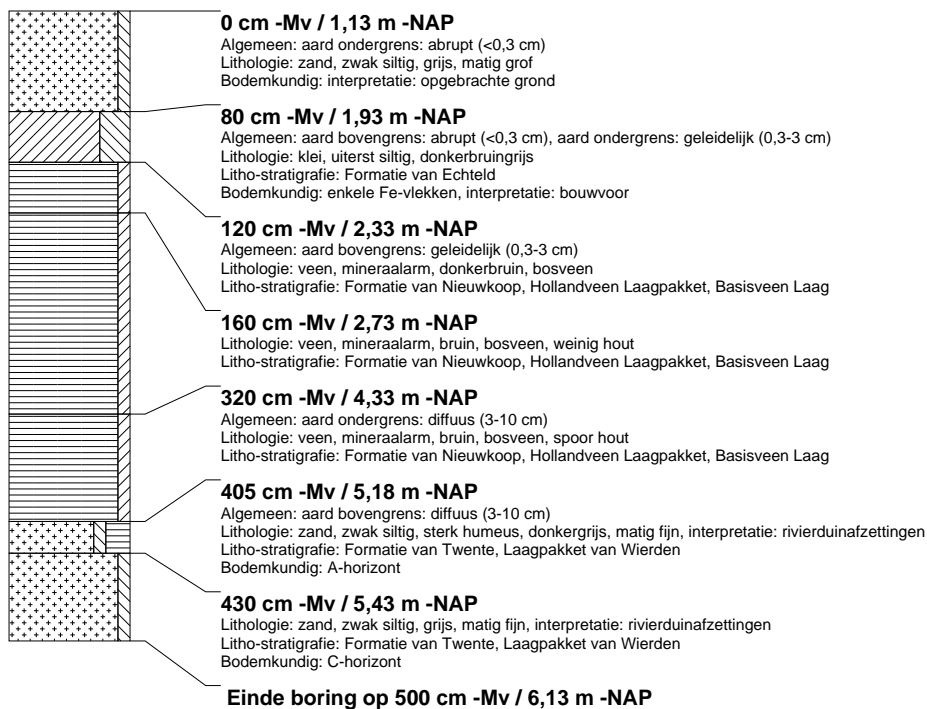 0 cm -Mv / 1,13 m -NAP
Algemeen: aard ondergrens: abrupt (<0,3 cm)
Lithologie: zand, zwak siltig, grijs, matig grof
Bodemkundig: interpretatie: opgebrachte grond
80 cm -Mv / 1,93 m -NAP
Algemeen: aard bovengrens: abrupt (<0,3 cm), aard ondergrens: geleidelijk (0,3-3 cm)
Lithologie: klei, uiterst siltig, donkerbruingrijs
Litho-stratigrafie: Formatie van Echteld
Bodemkundig: enkele Fe-vlekken, interpretatie: bouwvoor
120 cm -Mv / 2,33 m -NAP
Algemeen: aard bovengrens: geleidelijk (0,3-3 cm)
Lithologie: veen, mineraalarm, donkerbruin, bosveen
Litho-stratigrafie: Formatie van Nieuwkoop, Hollandveen Laagpakket, Basisveen Laag
160 cm -Mv / 2,73 m -NAP
Lithologie: veen, mineraalarm, bruin, bosveen, weinig hout
Litho-stratigrafie: Formatie van Nieuwkoop, Hollandveen Laagpakket, Basisveen Laag
320 cm -Mv / 4,33 m -NAP
Algemeen: aard ondergrens: diffuus (3-10 cm)
Lithologie: veen, mineraalarm, bruin, bosveen, spoor hout
Litho-stratigrafie: Formatie van Nieuwkoop, Hollandveen Laagpakket, Basisveen Laag
405 cm -Mv / 5,18 m -NAP
Algemeen: aard bovengrens: diffuus (3-10 cm)
Lithologie: zand, zwak siltig, sterk humeus, donkergrijs, matig fijn, interpretatie: rivierduinafzettingen
Litho-stratigrafie: Formatie van Twente, Laagpakket van Wierden
Bodemkundig: A-horizont
430 cm -Mv / 5,43 m -NAP
Lithologie: zand, zwak siltig, grijs, matig fijn, interpretatie: rivierduinafzettingen
Litho-stratigrafie: Formatie van Twente, Laagpakket van Wierden
Bodemkundig: C-horizont
Einde boring op 500 cm -Mv / 6,13 m -NAP